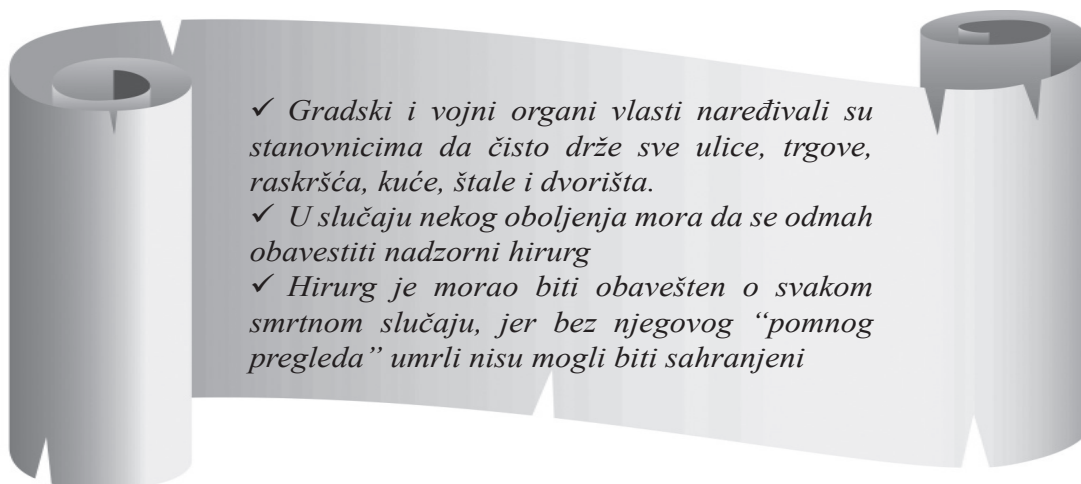 ✓ Gradski i vojni organi vlasti naređivali su
stanovnicima da čisto drže sve ulice, trgove,
raskršća, kuće, štale i dvorišta.
✓ U slučaju nekog oboljenja mora da se odmah
obavestiti nadzorni hirurg
✓ Hirurg je morao biti obavešten o svakom
smrtnom slučaju, jer bez njegovog “pomnog
pregleda” umrli nisu mogli biti sahranjeni